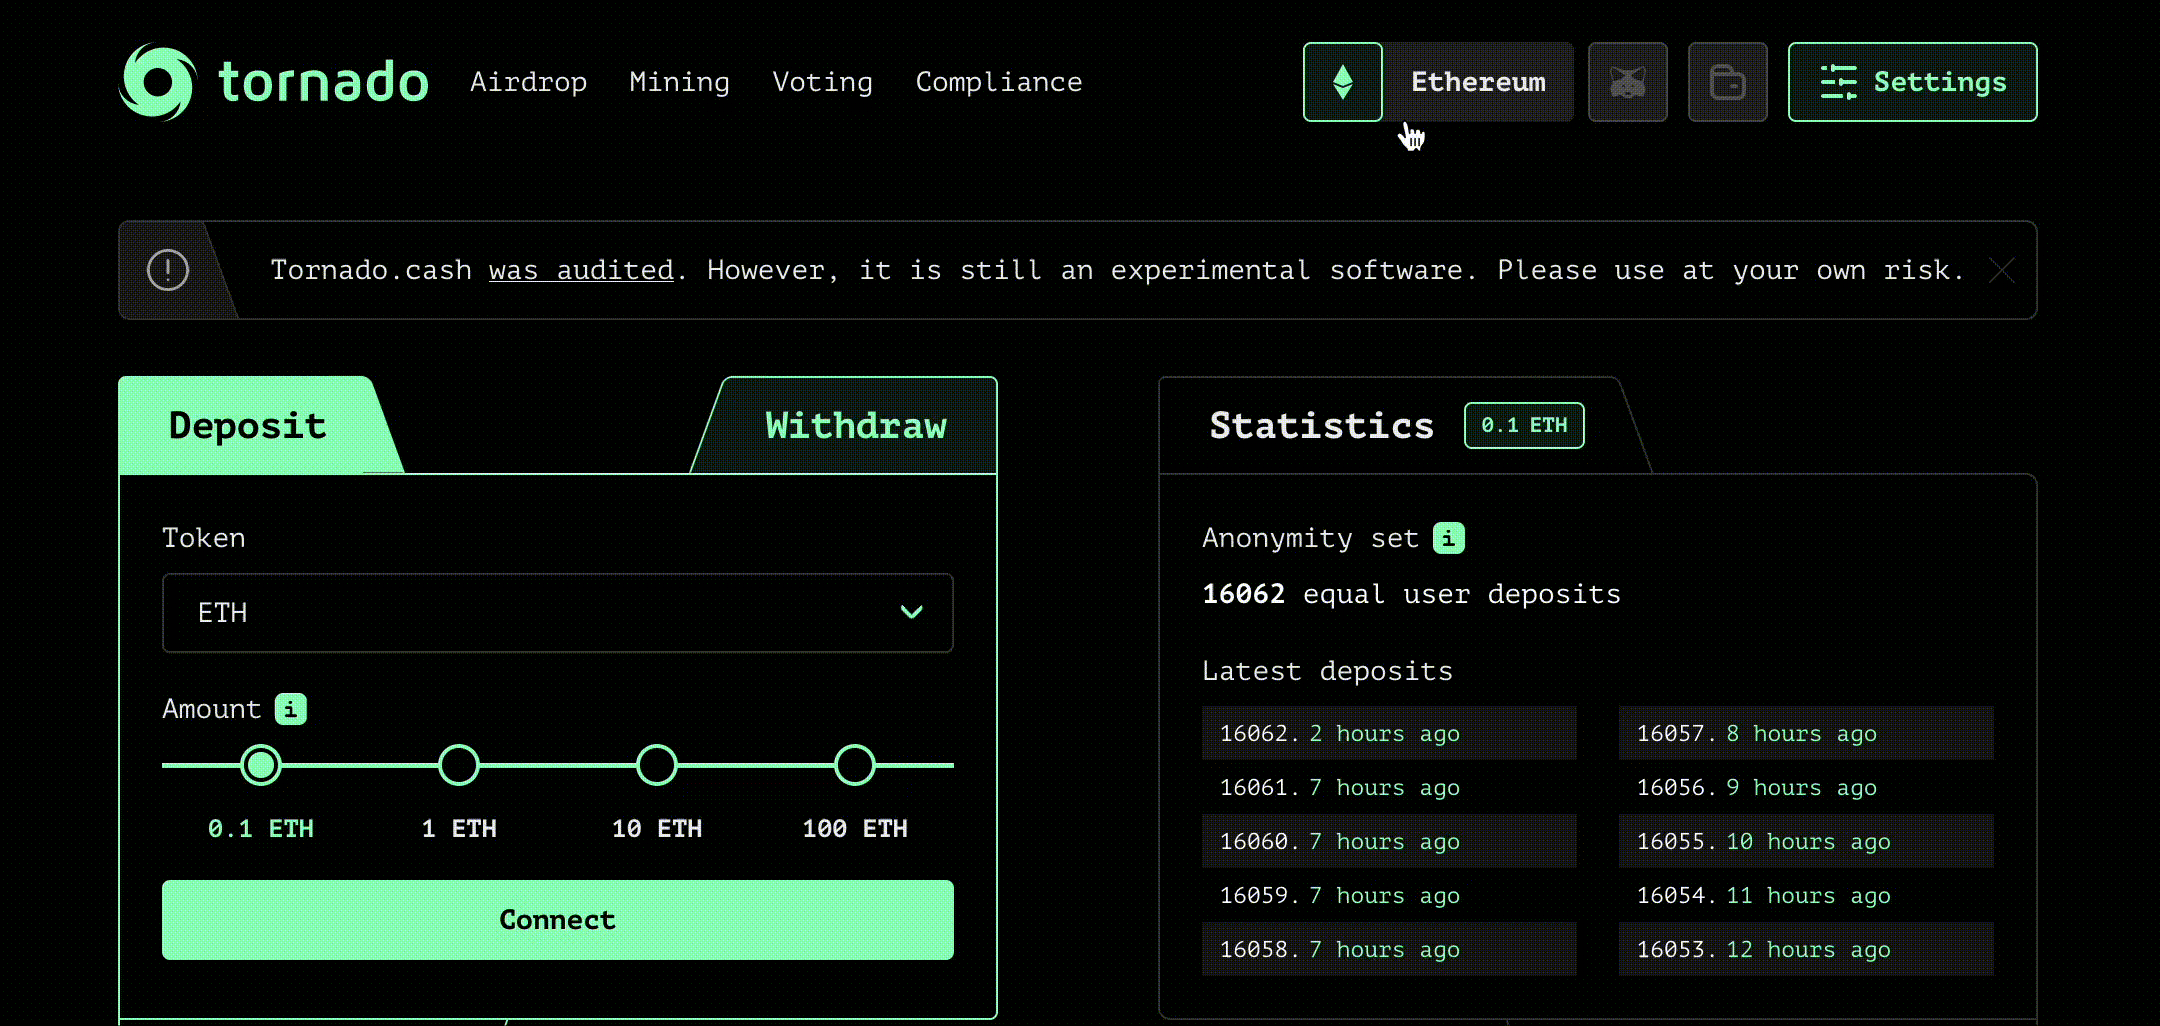 tornado Airdrop Mining Voting Compliance Ethereum Settings
Tornado.cash was audited. However, it is still an experimental software. Please use at your own risk.
Deposit Withdraw
Token
ETH
Amount i
0.1 ETH 1 ETH 10 ETH 100 ETH
Connect
Statistics 0.1 ETH
Anonymity set i
16062 equal user deposits
Latest deposits
16062. 2 hours ago
16061. 7 hours ago
16060. 7 hours ago
16059. 7 hours ago
16058. 7 hours ago
16057. 8 hours ago
16056. 9 hours ago
16055. 10 hours ago
16054. 11 hours ago
16053. 12 hours ago